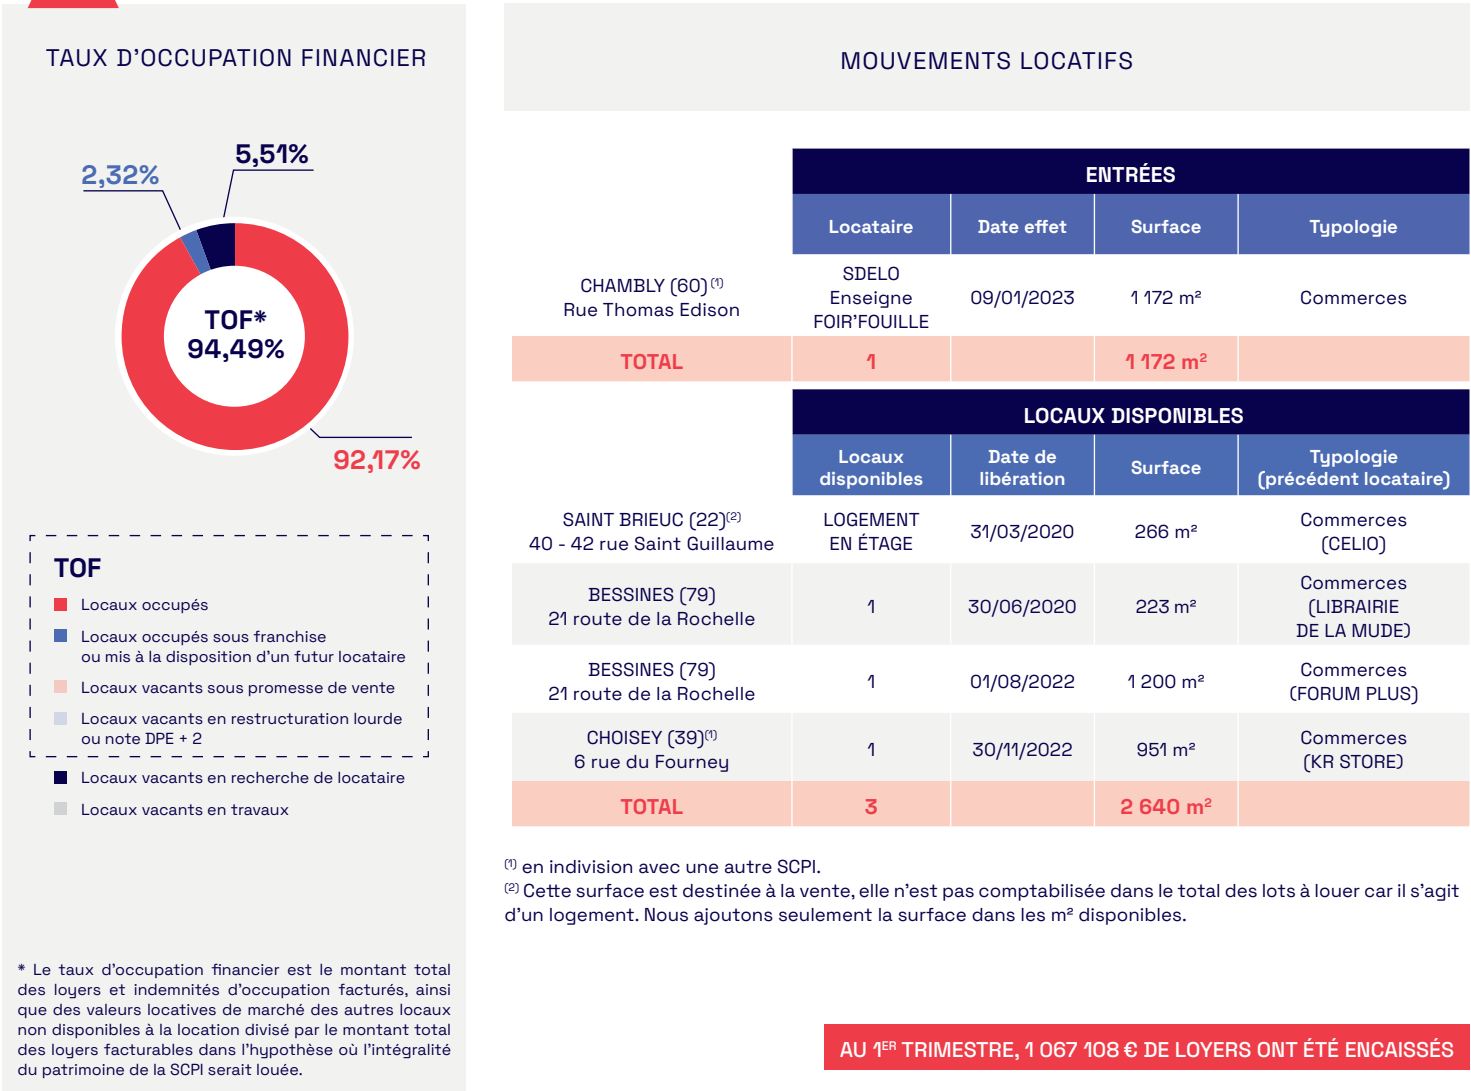 TAUX D'OCCUPATION FINANCIER
2,32%
5,51%
TOF*
94,49%
92,17%
TOF
Locaux occupés
Locaux occupés sous franchise
ou mis à la disposition d'un futur locataire
Locaux vacants sous promesse de vente
Locaux vacants en restructuration lourde
ou note DPE + 2
Locaux vacants en recherche de locataire
Locaux vacants en travaux
* Le taux d'occupation financier est le montant total
des loyers et indemnités d'occupation facturés, ainsi
que des valeurs locatives de marché des autres locaux
non disponibles à la location divisé par le montant total
des loyers facturables dans l'hypothèse où l'intégralité
du patrimoine de la SCPI serait louée.
MOUVEMENTS LOCATIFS
ENTRÉES
Locataire Date effet Surface Typologie
CHAMBLY (60)(1)
Rue Thomas Edison
SDELO
Enseigne
FOIR'FOUILLE
09/01/2023 1 172 m² Commerces
TOTAL 1 1 172 m²
LOCAUX DISPONIBLES
Locaux
disponibles
Date de
libération
Surface
Typologie
(précédent locataire)
SAINT BRIEUC (22)(2)
40 - 42 rue Saint Guillaume
LOGEMENT
EN ÉTAGE
31/03/2020 266 m²
Commerces
(CELIO)
BESSINES (79)
21 route de la Rochelle
1 30/06/2020 223 m²
Commerces
(LIBRAIRIE
DE LA MUDE)
BESSINES (79)
21 route de la Rochelle
1 01/08/2022 1 200 m²
Commerces
(FORUM PLUS)
CHOISEY (39)(1)
6 rue du Fourney
1 30/11/2022 951 m²
Commerces
(KR STORE)
TOTAL 3 2 640 m²
(1) en indivision avec une autre SCPI.
(2) Cette surface est destinée à la vente, elle n'est pas comptabilisée dans le total des lots à louer car il s'agit
d'un logement. Nous ajoutons seulement la surface dans les m² disponibles.
AU 1ER TRIMESTRE, 1 067 108 € DE LOYERS ONT ÉTÉ ENCAISSÉS